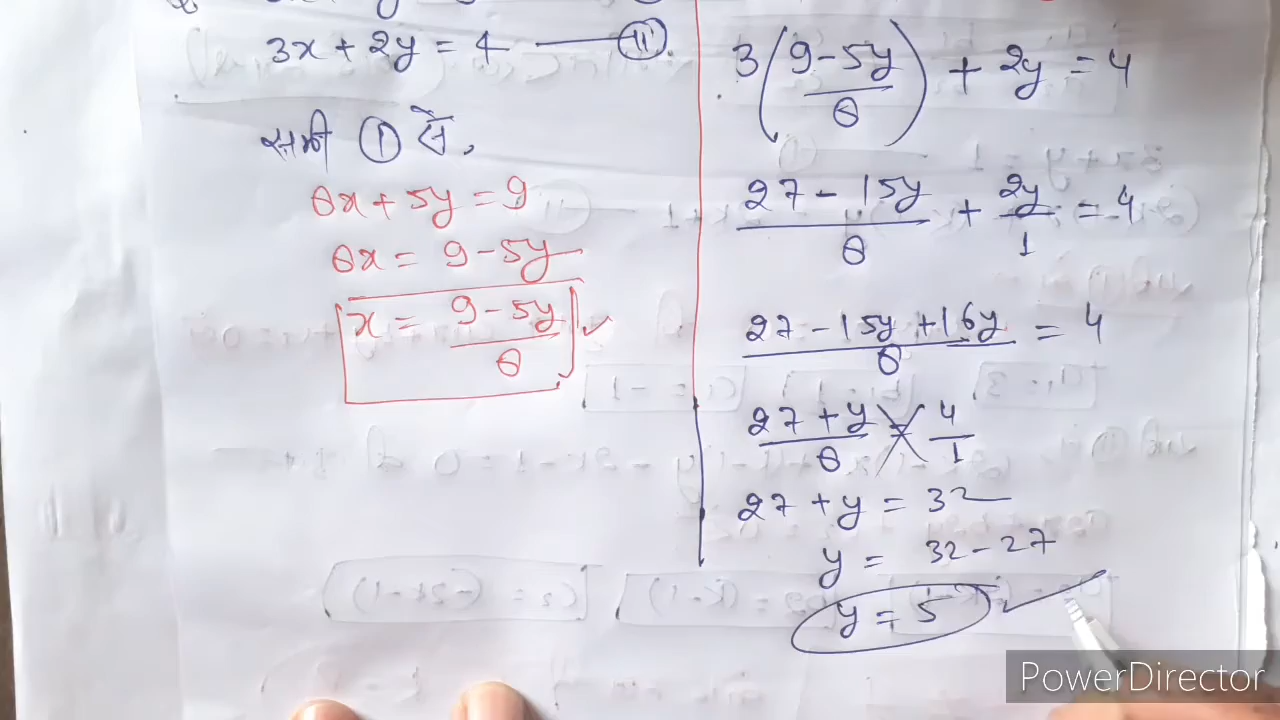 3x + 2y = 4 —— (II).
समी ① से,
8x + 5y = 9
8x = 9 - 5y
x = (9 - 5y)/8 ✓
3((9 - 5y)/8) + 2y = 4
(27 - 15y)/8 + 2y/1 = 4
(27 - 15y + 16y)/8 = 4
(27 + y)/8 = 4/1
27 + y = 32
y = 32 - 27
y = 5 ✓
PowerDirector